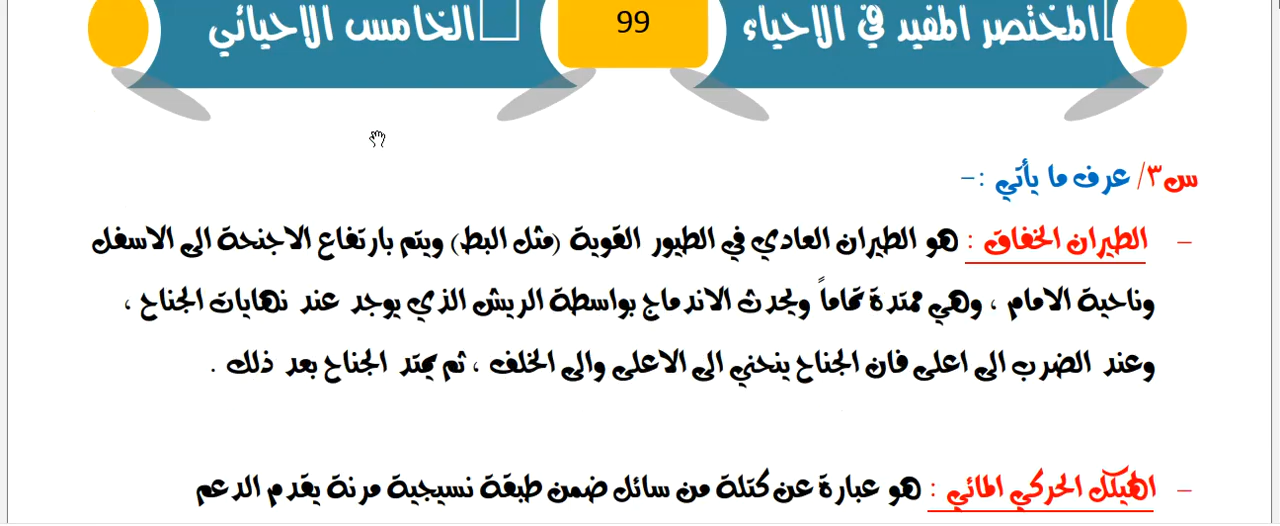 المختصر المفيد في الاحياء
99
الخامس الاحيائي
س٣/ عرف ما يأتي :-
- الطيران الخفاق : هو الطيران العادي في الطيور القوية (مثل البط) ويتم بارتفاع الاجنحة الى الاسفل
وناحية الامام ، وهي ممتدة تماماً ويحدث الاندماج بواسطة الريش الذي يوجد عند نهايات الجناح ،
وعند الضرب الى اعلى فان الجناح ينحني الى الاعلى والى الخلف ، ثم يمتد الجناح بعد ذلك .
- الهيكل الحركي المائي : هو عبارة عن كتلة من سائل ضمن طبقة نسيجية مرنة يقدم الدعم